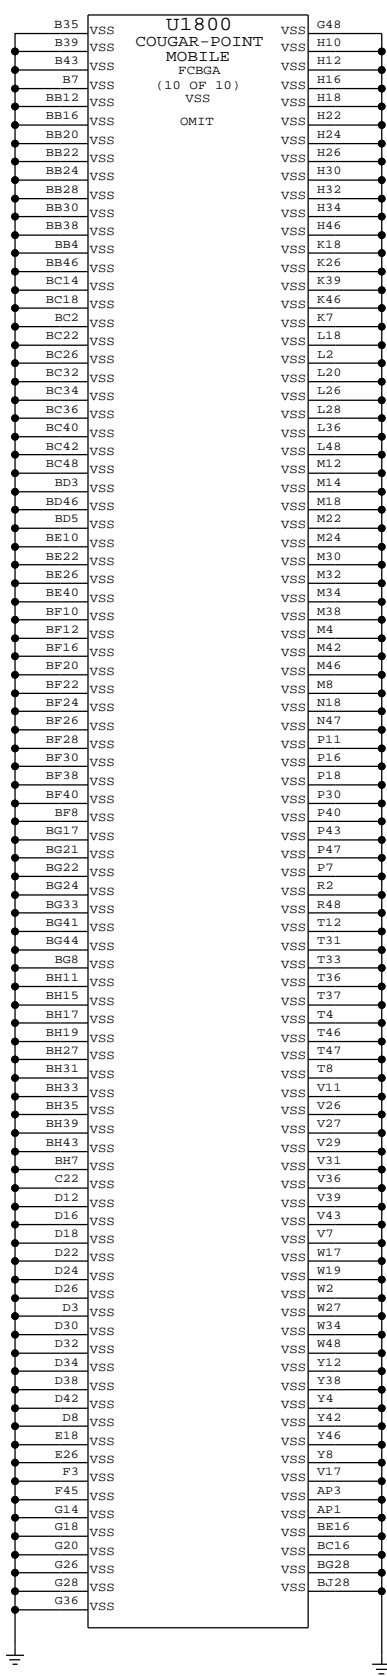 U1800
COUGAR-POINT
MOBILE
FCBGA
(10 OF 10)
VSS
OMIT
B35 VSS VSS G48
B39 VSS VSS H10
B43 VSS VSS H12
B7 VSS VSS H16
BB12 VSS VSS H18
BB16 VSS VSS H22
BB20 VSS VSS H24
BB22 VSS VSS H26
BB24 VSS VSS H30
BB28 VSS VSS H32
BB30 VSS VSS H34
BB38 VSS VSS H46
BB4 VSS VSS K18
BB46 VSS VSS K26
BC14 VSS VSS K39
BC18 VSS VSS K46
BC2 VSS VSS K7
BC22 VSS VSS L18
BC26 VSS VSS L2
BC32 VSS VSS L20
BC34 VSS VSS L26
BC36 VSS VSS L28
BC40 VSS VSS L36
BC42 VSS VSS L48
BC48 VSS VSS M12
BD3 VSS VSS M14
BD46 VSS VSS M18
BD5 VSS VSS M22
BE10 VSS VSS M24
BE22 VSS VSS M30
BE26 VSS VSS M32
BE40 VSS VSS M34
BF10 VSS VSS M38
BF12 VSS VSS M4
BF16 VSS VSS M42
BF20 VSS VSS M46
BF22 VSS VSS M8
BF24 VSS VSS N18
BF26 VSS VSS N47
BF28 VSS VSS P11
BF30 VSS VSS P16
BF38 VSS VSS P18
BF40 VSS VSS P30
BF8 VSS VSS P40
BG17 VSS VSS P43
BG21 VSS VSS P47
BG22 VSS VSS P7
BG24 VSS VSS R2
BG33 VSS VSS R48
BG41 VSS VSS T12
BG44 VSS VSS T31
BG8 VSS VSS T33
BH11 VSS VSS T36
BH15 VSS VSS T37
BH17 VSS VSS T4
BH19 VSS VSS T46
BH27 VSS VSS T47
BH31 VSS VSS T8
BH33 VSS VSS V11
BH35 VSS VSS V26
BH39 VSS VSS V27
BH43 VSS VSS V29
BH7 VSS VSS V31
C22 VSS VSS V36
D12 VSS VSS V39
D16 VSS VSS V43
D18 VSS VSS V7
D22 VSS VSS W17
D24 VSS VSS W19
D26 VSS VSS W2
D3 VSS VSS W27
D30 VSS VSS W34
D32 VSS VSS W48
D34 VSS VSS Y12
D38 VSS VSS Y38
D42 VSS VSS Y4
D8 VSS VSS Y42
E18 VSS VSS Y46
E26 VSS VSS Y8
F3 VSS VSS V17
F45 VSS VSS AP3
G14 VSS VSS AP1
G18 VSS VSS BE16
G20 VSS VSS BC16
G26 VSS VSS BG28
G28 VSS VSS BJ28
G36 VSS